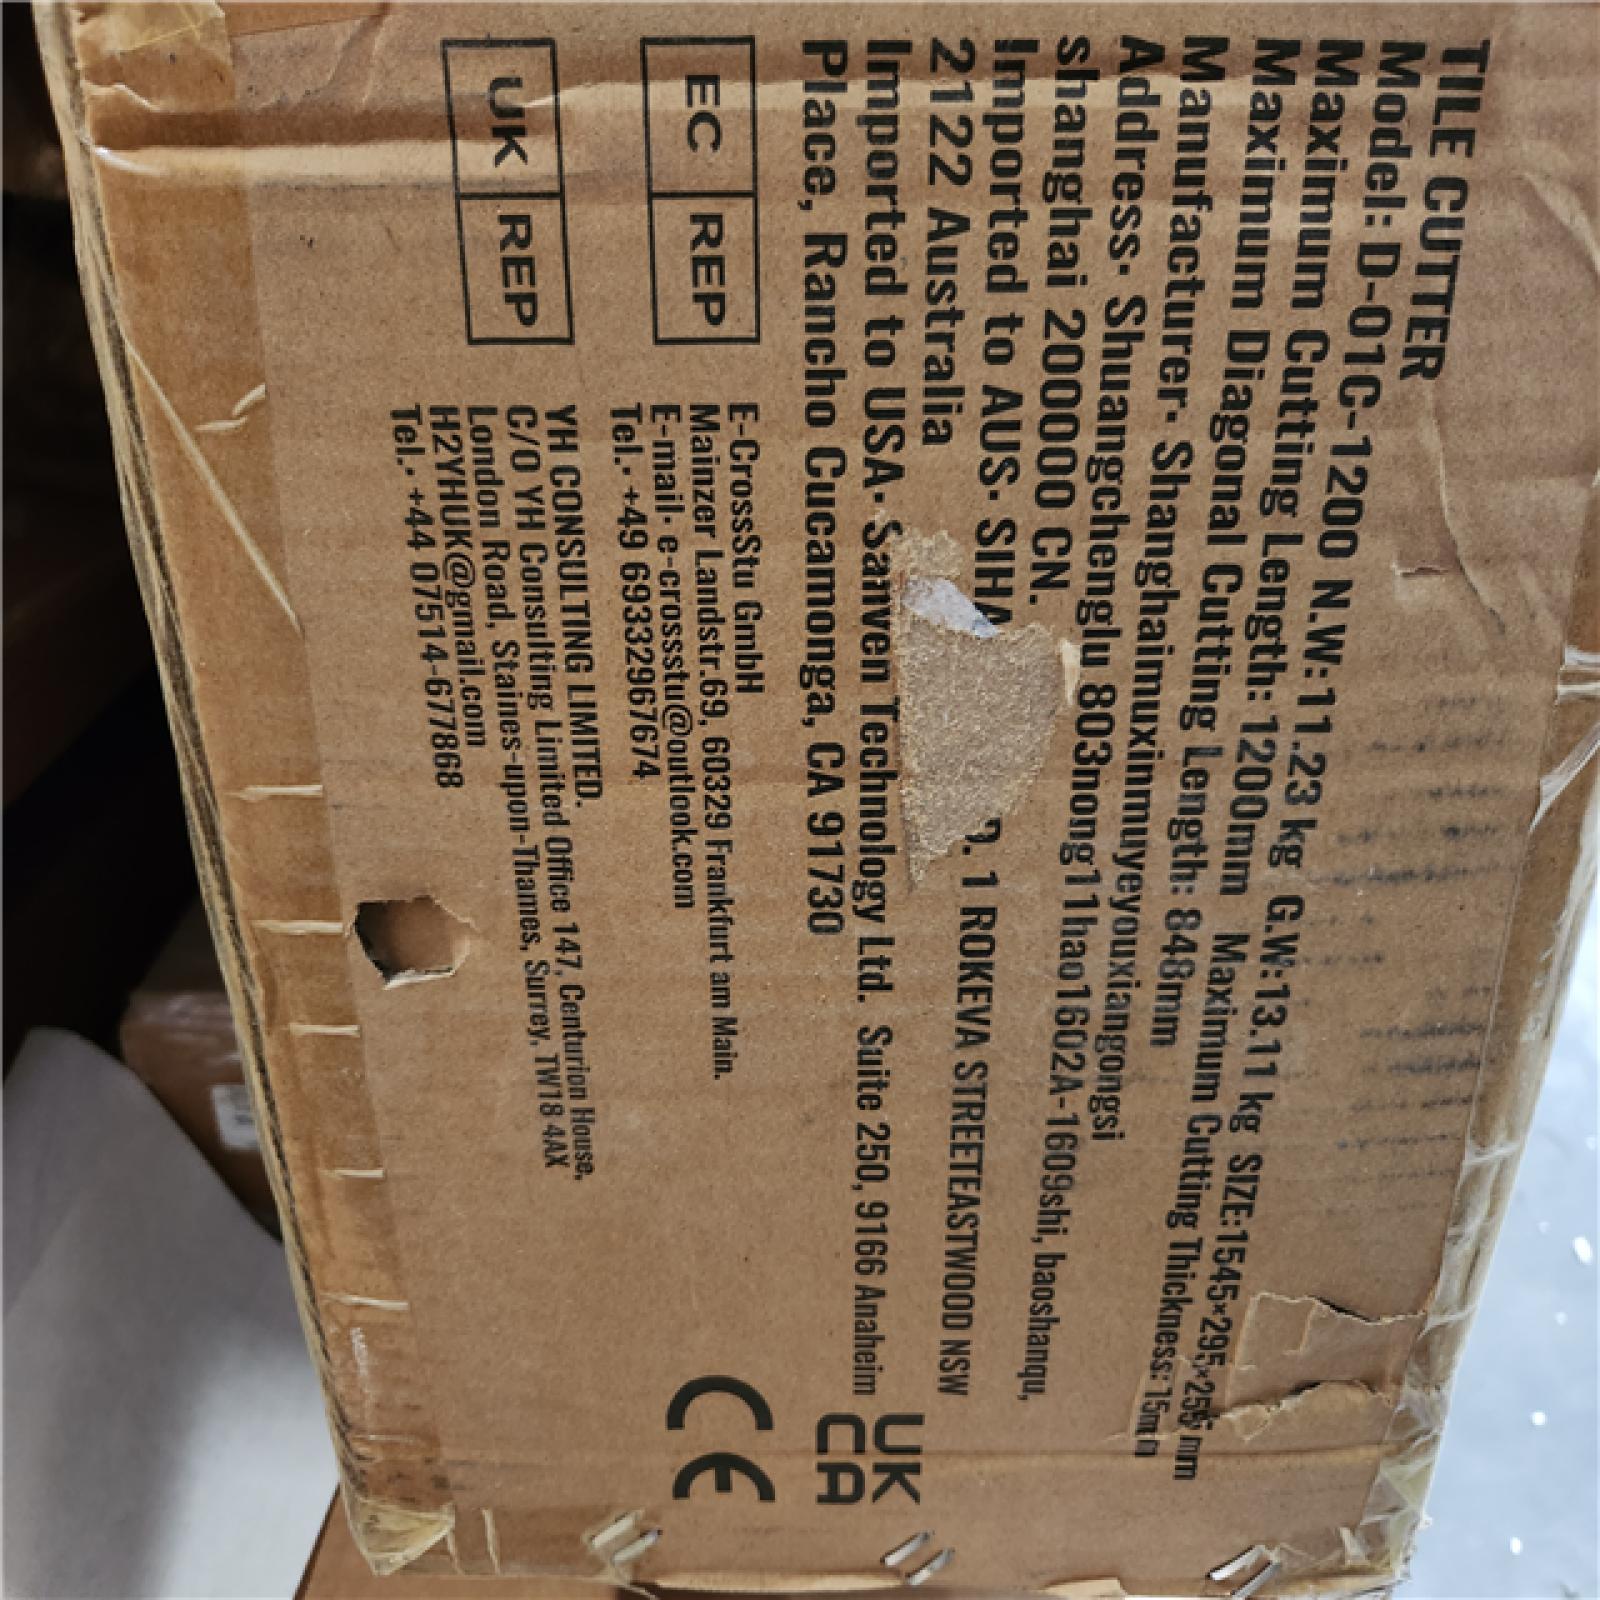 TILE CUTTER
Model: D-01C-1200 N.W:11.23 kg G.W:13.11 kg SIZE:1545×295×255 mm
Maximum Cutting Length: 1200mm Maximum Cutting Thickness: 15mm
Maximum Diagonal Cutting Length: 848mm
Manufacturer· Shanghaimuxinmuyeyouxiangongsi
Address· Shuangchenglu 803nong11hao1602A-1609shi, baoshanqu,
shanghai 200000 CN.
Imported to AUS· SIHA . 1 ROKEVA STREETEASTWOOD NSW
2122 Australia
Imported to USA· Sanven Technology Ltd. Suite 250, 9166 Anaheim
Place, Rancho Cucamonga, CA 91730
EC REP
E-CrossStu GmbH
Mainzer Landstr.69, 60329 Frankfurt am Main.
E-mail· e-crossstu@outlook.com
Tel.· +49 69332967674
UK REP
YH CONSULTING LIMITED.
C/O YH Consulting Limited Office 147, Centurion House,
London Road, Staines-upon-Thames, Surrey, TW18 4AX
H2YHUK@gmail.com
Tel.· +44 07514-677868
UK
CA
CE